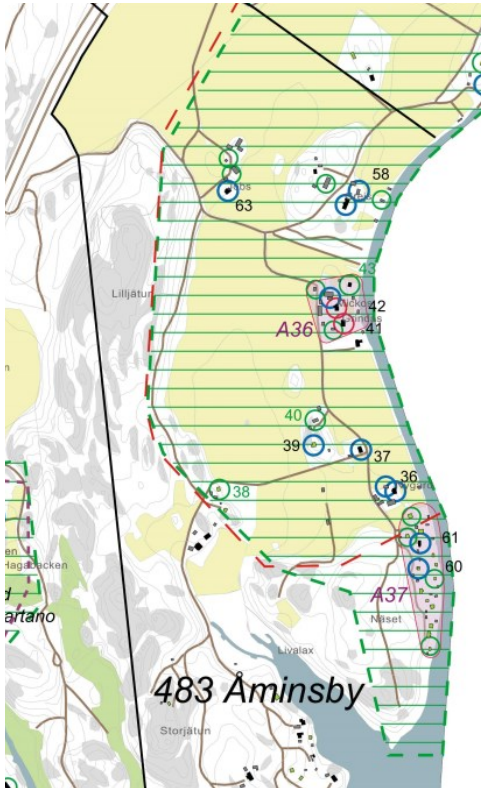 58
63
43
Lilljätun
42
A36
41
40
39
37
38
36
61
60
Hagabacken
A37
artano
Näset
Livalax
483 Åminsby
Storjätun